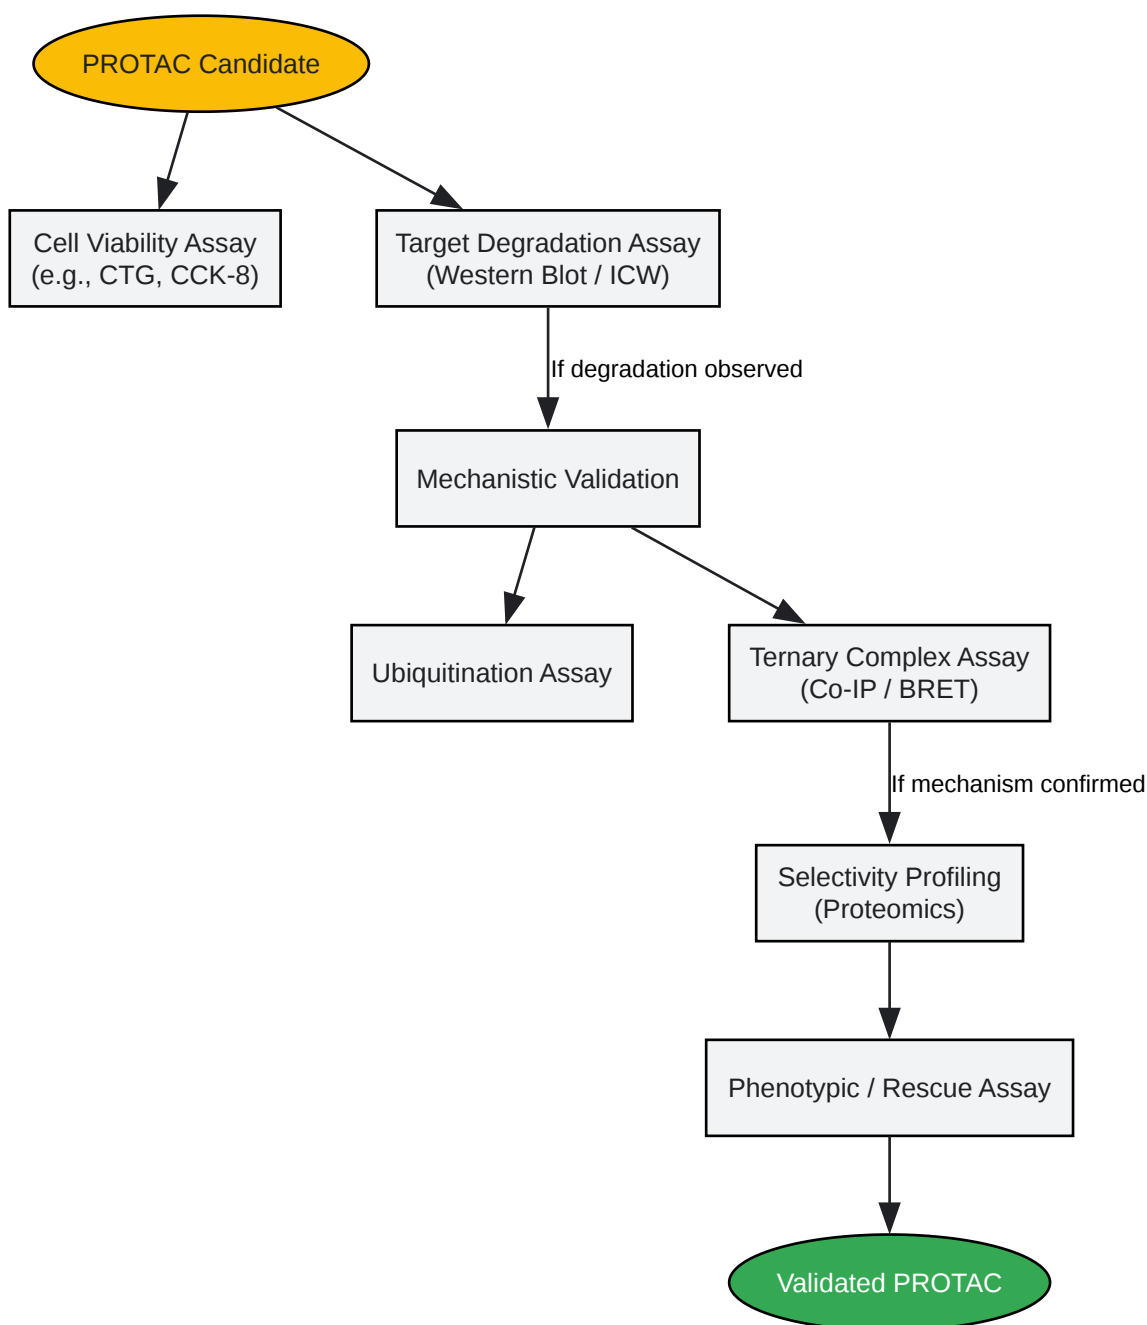 PROTAC Candidate
Cell Viability Assay
(e.g., CTG, CCK-8)
Target Degradation Assay
(Western Blot / ICW)
If degradation observed
Mechanistic Validation
Ubiquitination Assay
Ternary Complex Assay
(Co-IP / BRET)
If mechanism confirmed
Selectivity Profiling
(Proteomics)
Phenotypic / Rescue Assay
Validated PROTAC